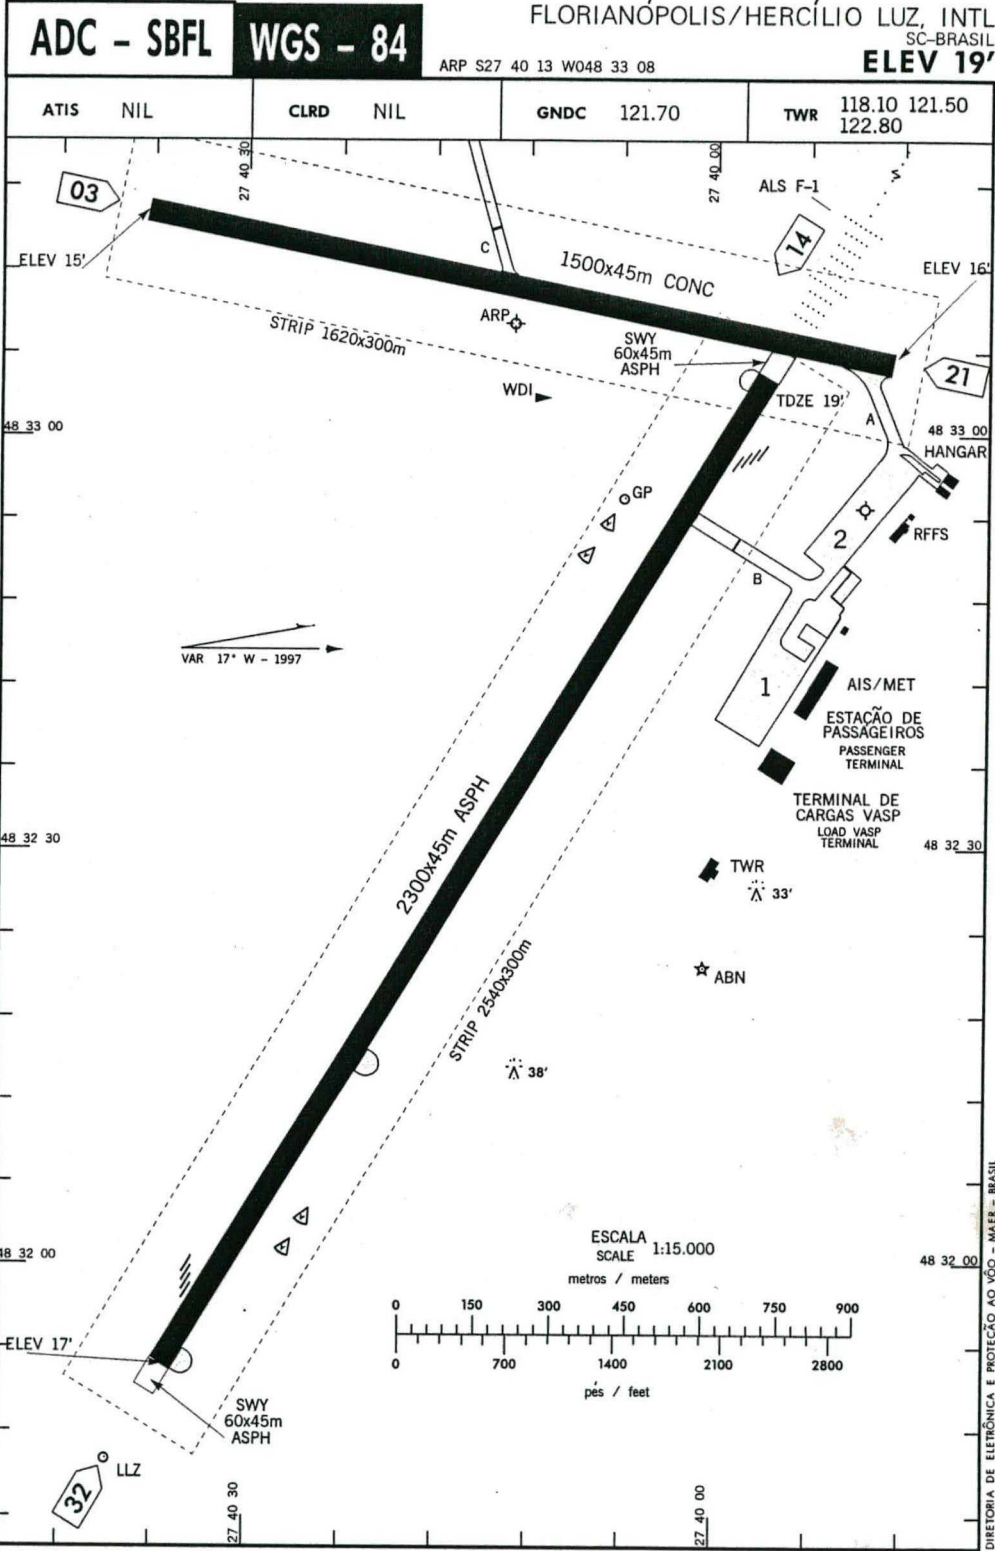 ADC - SBFL
WGS - 84
FLORIANÓPOLIS/HERCÍLIO LUZ, INTL
SC-BRASIL
ARP S27 40 13 W048 33 08
ELEV 19'
ATIS NIL
CLRD NIL
GNDC 121.70
TWR 118.10 121.50
122.80
27 40 30
27 40 00
03
ALS F-1
S
14
ELEV 15'
C
1500x45m CONC
ELEV 16'
ARP
STRIP 1620x300m
SWY
60x45m
ASPH
21
WDI
TDZE 19'
A
48 33 00
48 33 00
HANGAR
GP
2
RFFS
B
VAR 17° W - 1997
1
AIS/MET
ESTAÇÃO DE
PASSAGEIROS
PASSENGER
TERMINAL
TERMINAL DE
CARGAS VASP
LOAD VASP
TERMINAL
2300x45m ASPH
48 32 30
48 32 30
TWR
33'
STRIP 2540x300m
ABN
38'
ESCALA
SCALE 1:15.000
metros / meters
48 32 00
48 32 00
0 150 300 450 600 750 900
0 700 1400 2100 2800
pés / feet
ELEV 17'
SWY
60x45m
ASPH
LLZ
32
27 40 30
27 40 00
DIRETORIA DE ELETRÔNICA E PROTEÇÃO AO VÔO - MAER - BRASIL